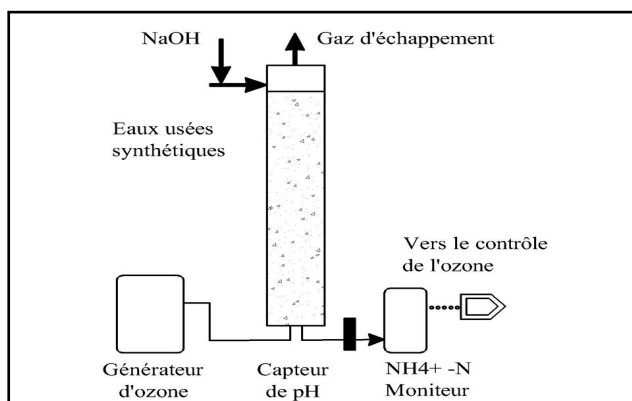 NaOH
Gaz d'échappement
Eaux usées
synthétiques
Vers le contrôle
de l'ozone
Générateur
d'ozone
Capteur
de pH
NH4+ -N
Moniteur